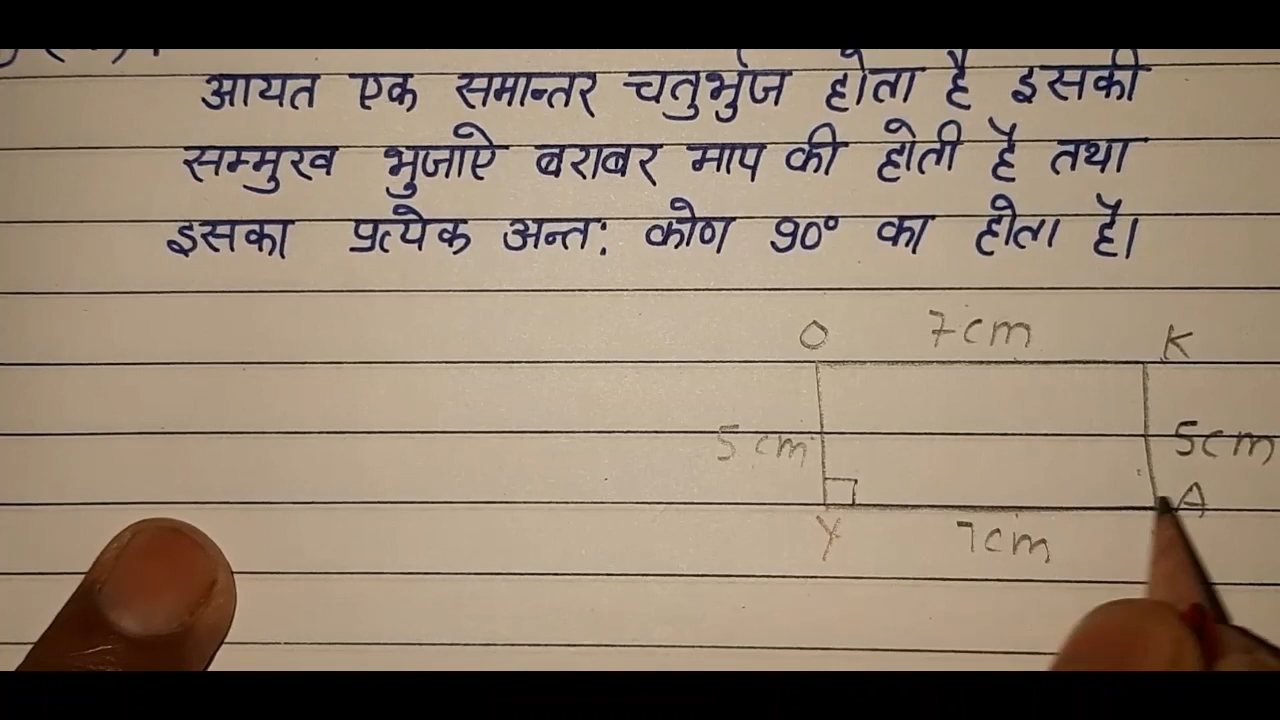 आयत एक समान्तर चतुर्भुज होता है इसकी
सम्मुख भुजाऐ बराबर माप की होती है तथा
इसका प्रत्येक अन्त: कोण 90° का होता है।
O 7cm K
5cm 5cm
Y 7cm A